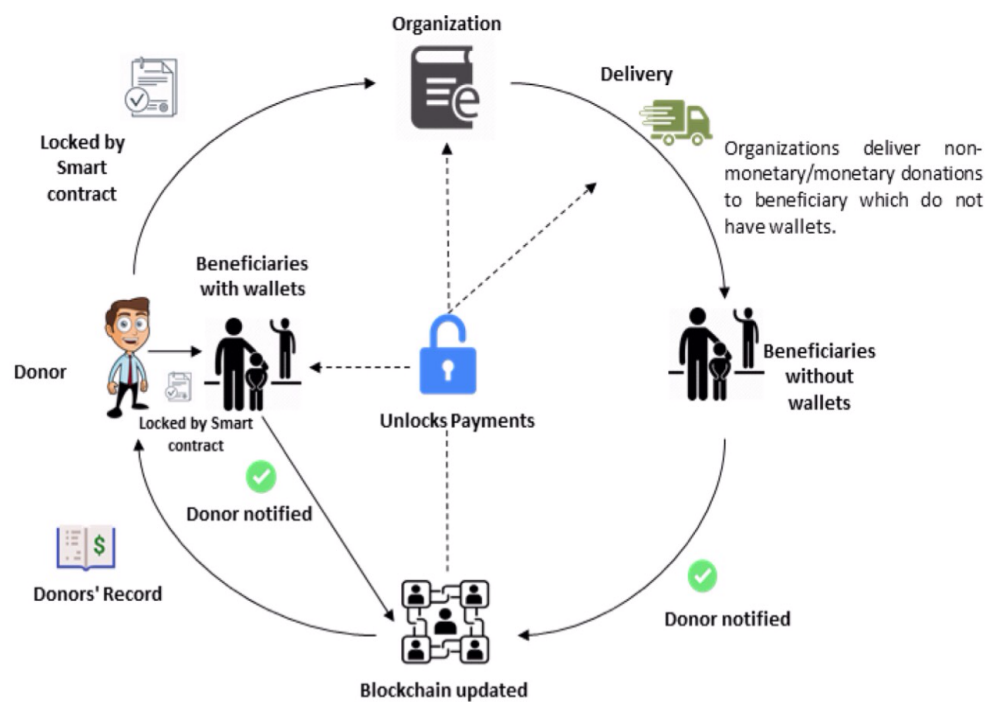 Organization
Delivery
Locked by
Smart
contract
Organizations deliver non-
monetary/monetary donations
to beneficiary which do not
have wallets.
Beneficiaries
with wallets
Donor
Locked by Smart
contract
Unlocks Payments
Beneficiaries
without
wallets
Donor notified
Donors' Record
Donor notified
Blockchain updated